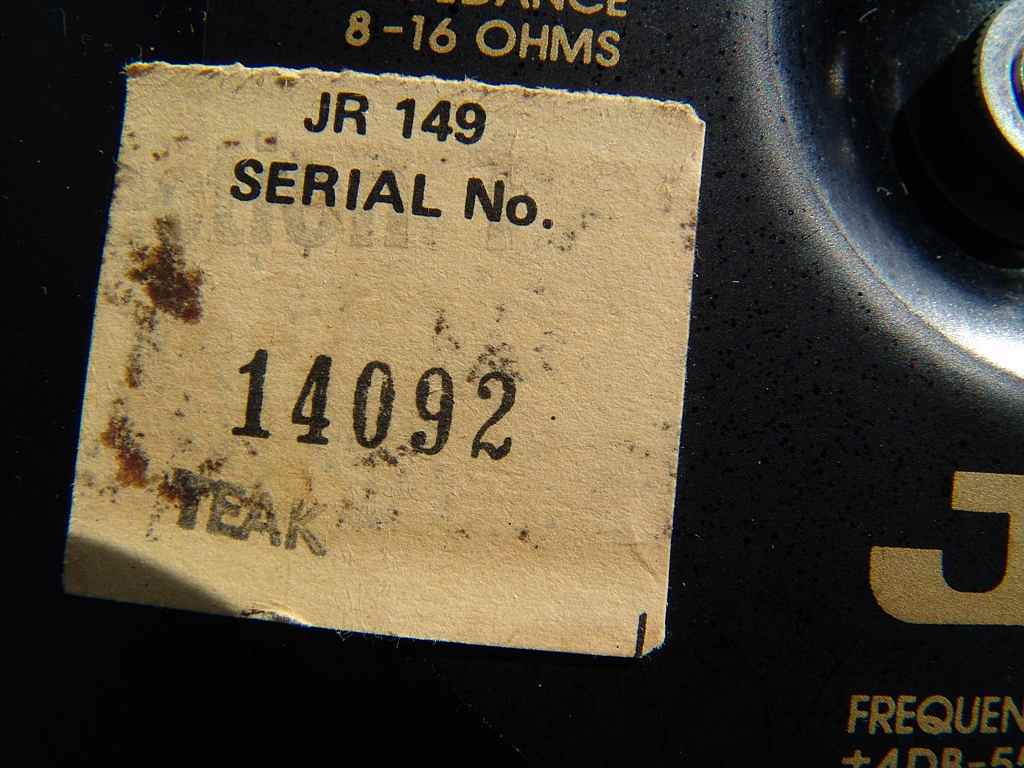 8-16 OHMS
JR 149
SERIAL No.
14092
TEAK
J